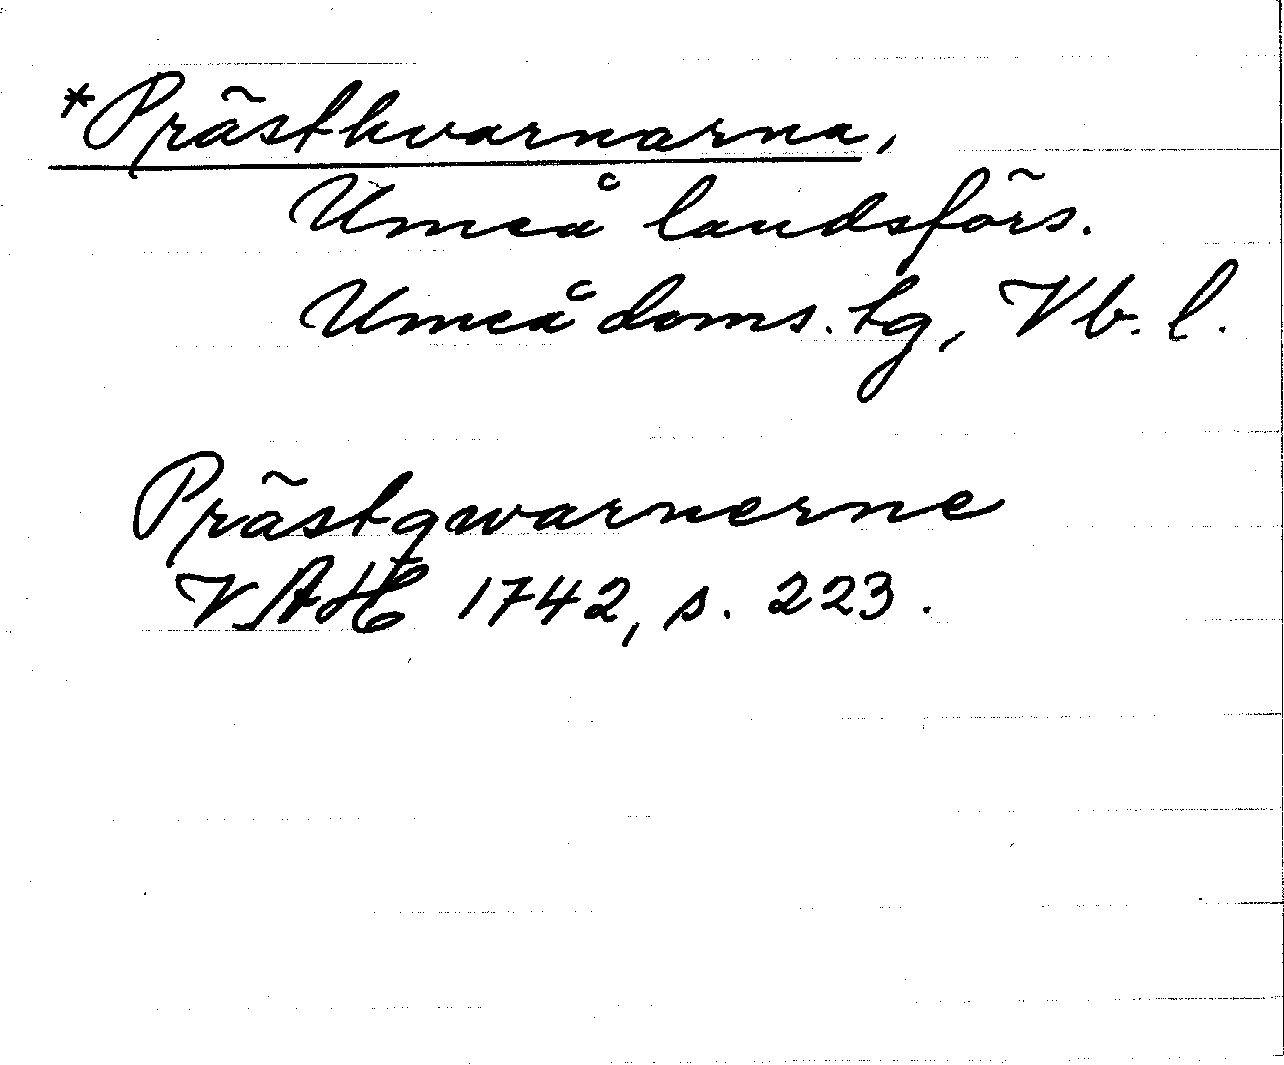 *Prästkvarnarna,
Umeå landsförs.
Umeå doms. tg, Vb. l.
Prästqwarnerne
VAH 1742, s. 223.